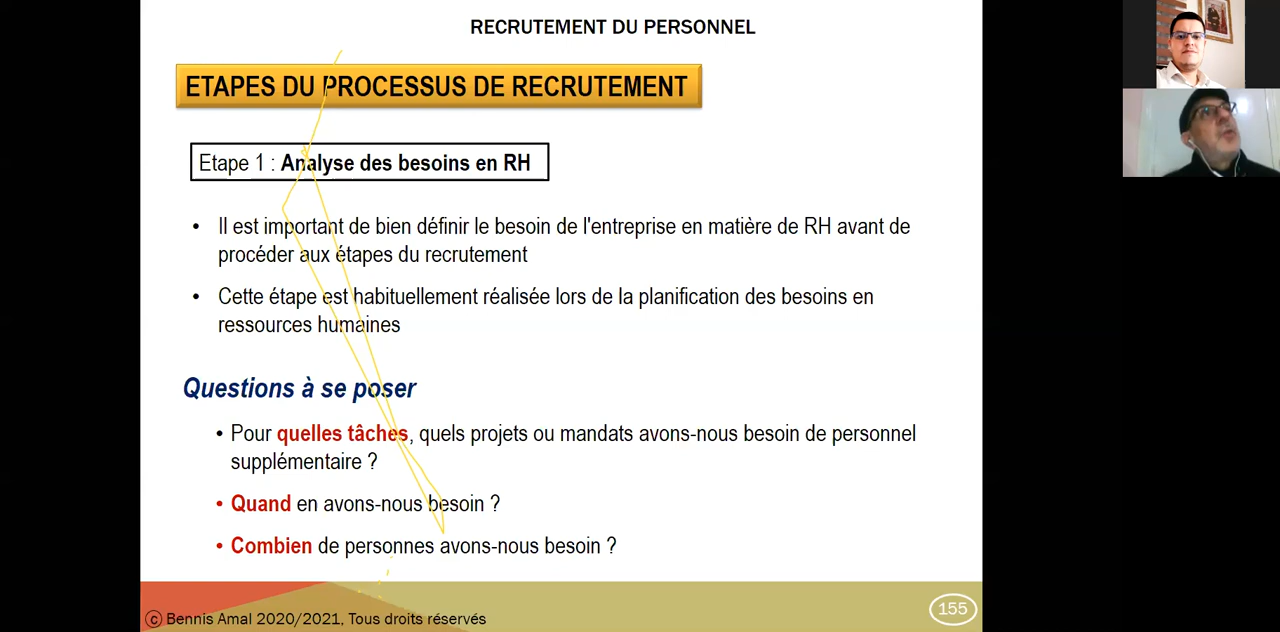 RECRUTEMENT DU PERSONNEL
ETAPES DU PROCESSUS DE RECRUTEMENT
Etape 1 : Analyse des besoins en RH
• Il est important de bien définir le besoin de l'entreprise en matière de RH avant de
procéder aux étapes du recrutement
• Cette étape est habituellement réalisée lors de la planification des besoins en
ressources humaines
Questions à se poser
• Pour quelles tâches, quels projets ou mandats avons-nous besoin de personnel
supplémentaire ?
• Quand en avons-nous besoin ?
• Combien de personnes avons-nous besoin ?
© Bennis Amal 2020/2021, Tous droits réservés
155